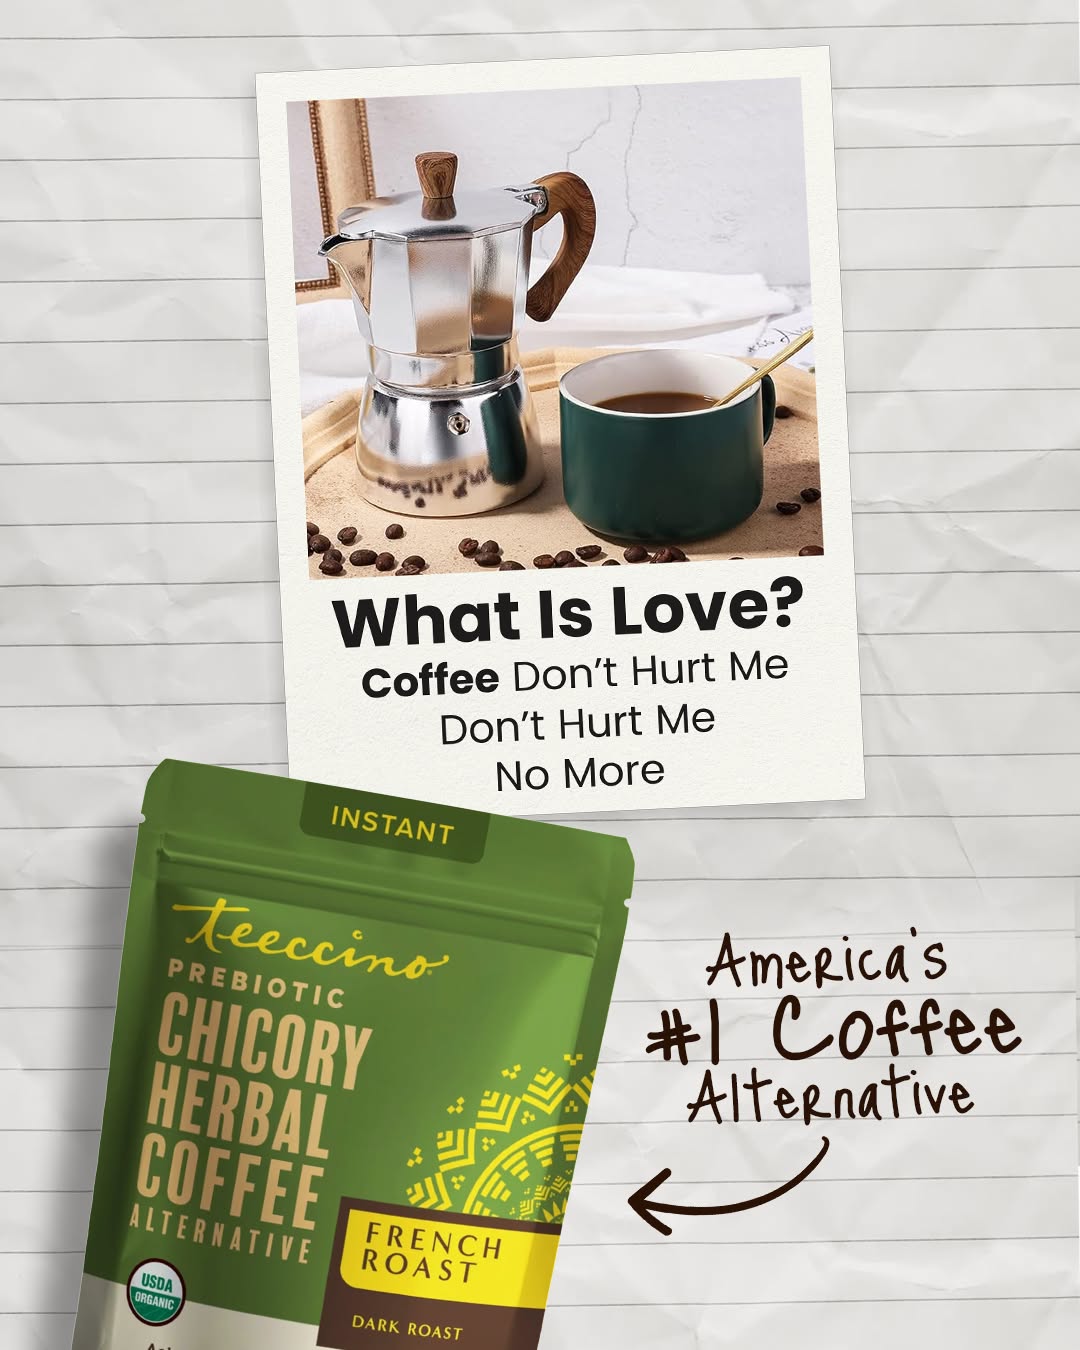 What Is Love?
Coffee Don't Hurt Me
Don't Hurt Me
No More
INSTANT
teeccino
PREBIOTIC
CHICORY
HERBAL
COFFEE
ALTERNATIVE
USDA
ORGANIC
FRENCH
ROAST
DARK ROAST
America's
#1 Coffee
Alternative